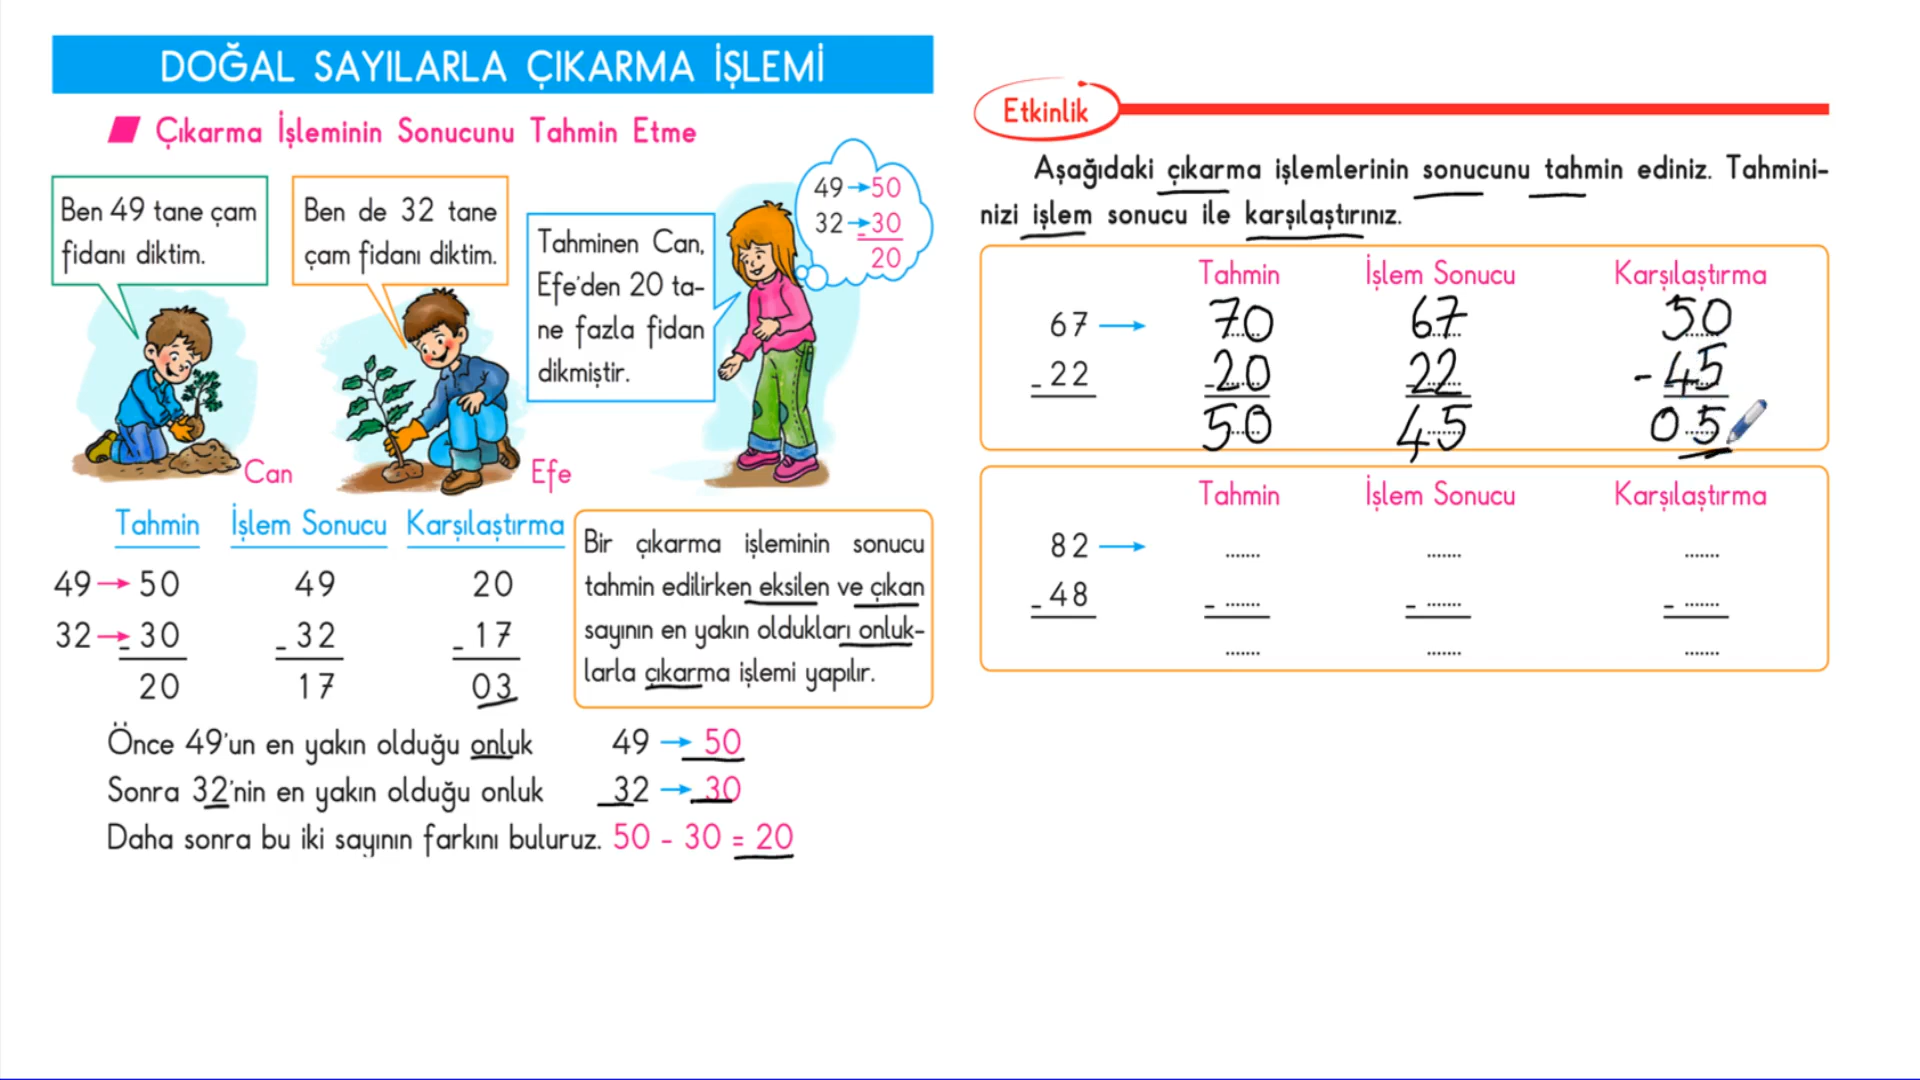 DOĞAL SAYILARLA ÇIKARMA İŞLEMİ
Çıkarma İşleminin Sonucunu Tahmin Etme
Ben 49 tane çam
fidanı diktim.
Ben de 32 tane
çam fidanı diktim.
Tahminen Can,
Efe'den 20 ta-
ne fazla fidan
dikmiştir.
49 → 50
32 → 30
-
20
Can
Efe
Tahmin İşlem Sonucu Karşılaştırma
49 → 50 49 20
32 → - 30 - 32 - 17
20 17 03
Bir çıkarma işleminin sonucu
tahmin edilirken eksilen ve çıkan
sayının en yakın oldukları onluk-
larla çıkarma işlemi yapılır.
Önce 49'un en yakın olduğu onluk 49 → 50
Sonra 32'nin en yakın olduğu onluk 32 → 30
Daha sonra bu iki sayının farkını buluruz. 50 - 30 = 20
Etkinlik
Aşağıdaki çıkarma işlemlerinin sonucunu tahmin ediniz. Tahmini-
nizi işlem sonucu ile karşılaştırınız.
Tahmin İşlem Sonucu Karşılaştırma
67 → 70 67 50
- 22 - 20 - 22 - 45
50 45 05
Tahmin İşlem Sonucu Karşılaştırma
82 → ....... ....... .......
- 48 - ....... - ....... - .......
....... ....... .......